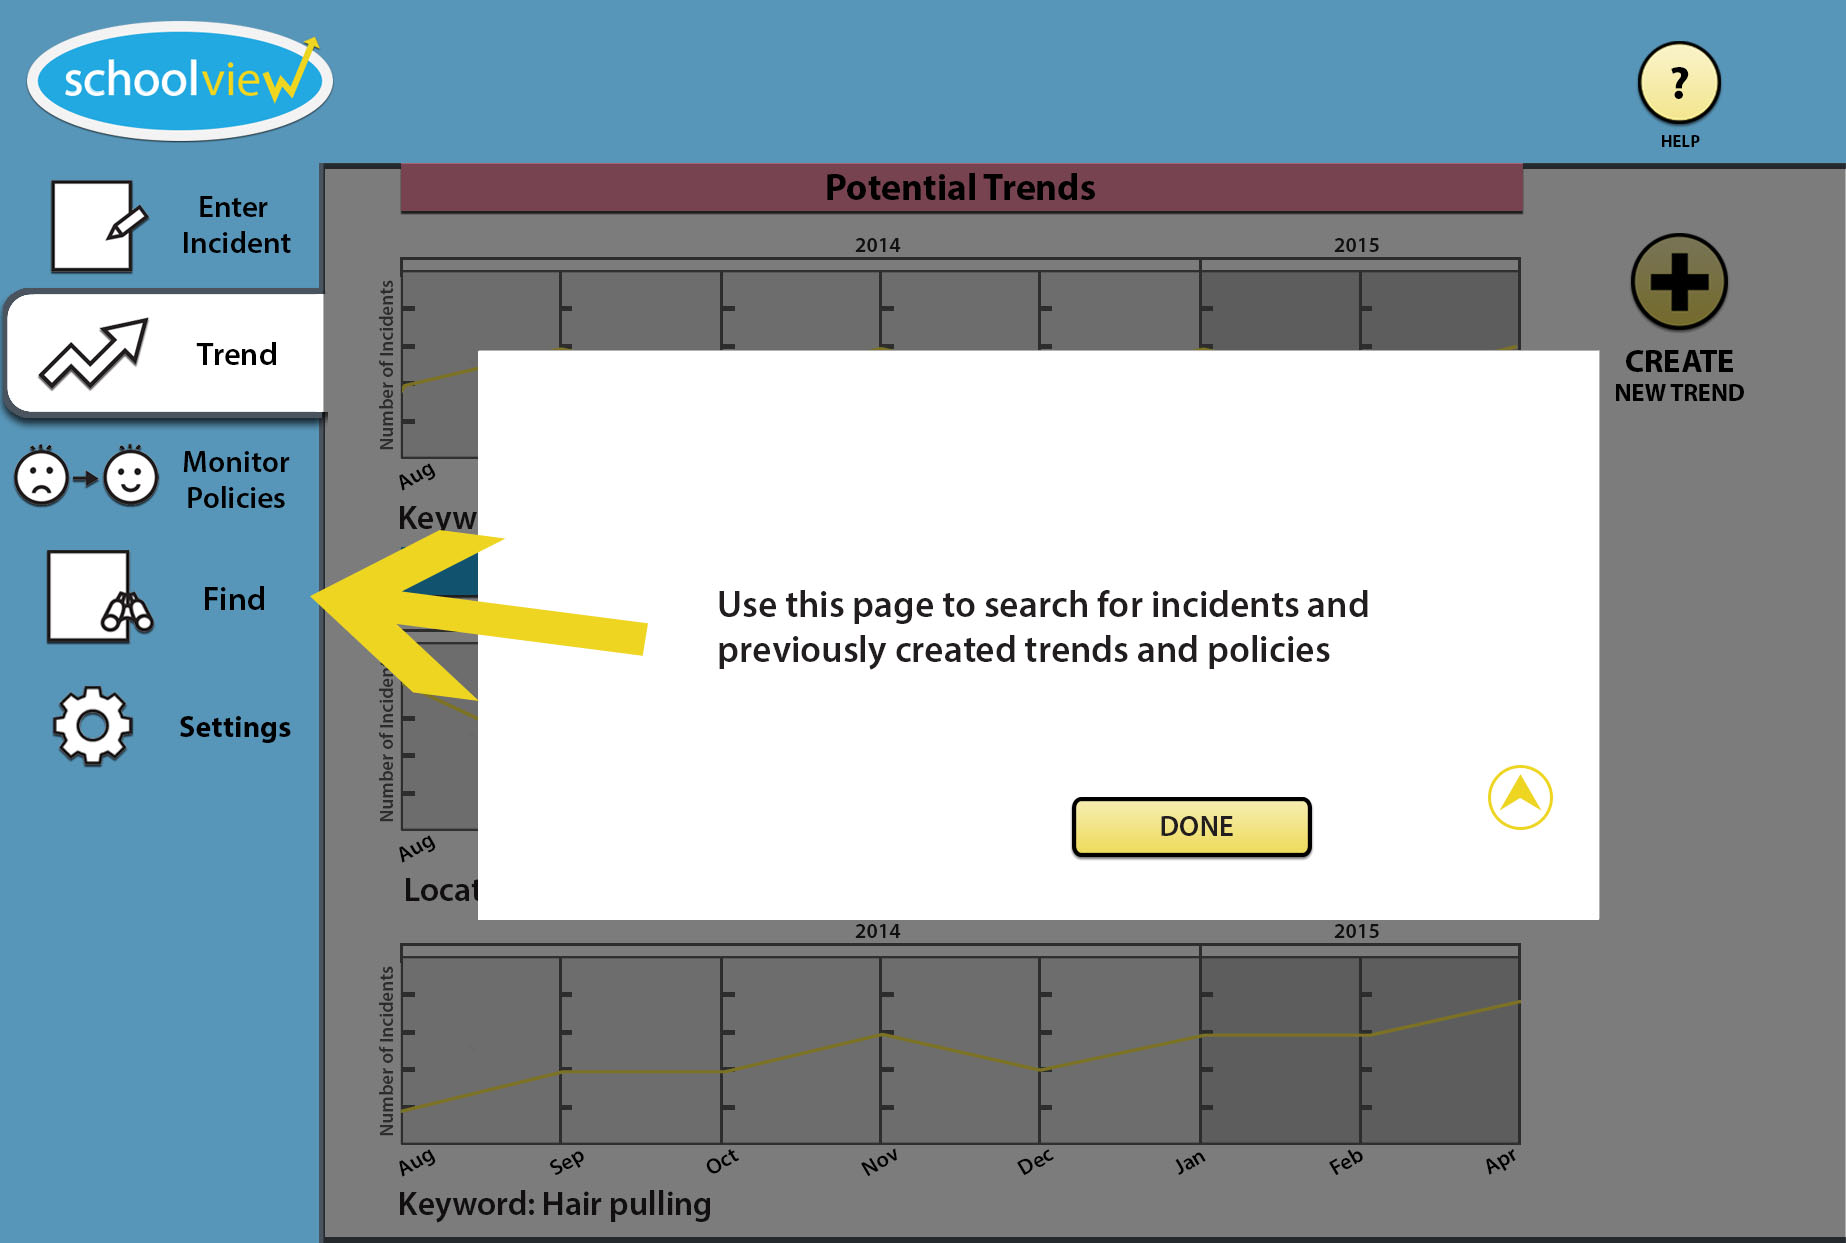 schoolview
?
HELP
Enter
Incident
Trend
Monitor
Policies
Find
Settings
Potential Trends
2014
2015
Number of Incidents
Aug
CREATE
NEW TREND
Use this page to search for incidents and
previously created trends and policies
DONE
Number of Inciden
Aug
2014
2015
Number of Incidents
Aug
Sep
Oct
Nov
Dec
Jan
Feb
Apr
Keyword: Hair pulling